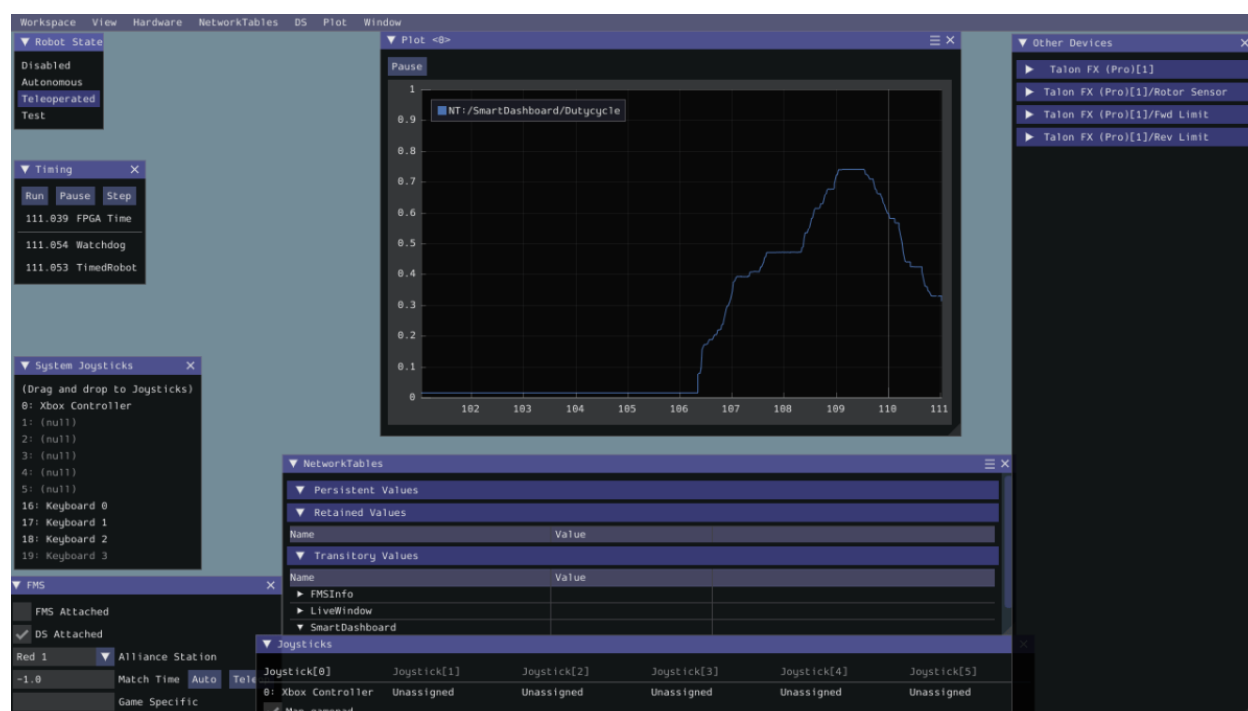 Workspace View Hardware NetworkTables DS Plot Window
Robot State
Disabled
Autonomous
Teleoperated
Test
Timing
Run Pause Step
111.039 FPGA Time
111.054 Watchdog
111.053 TimedRobot
System Joysticks
(Drag and drop to Joysticks)
0: Xbox Controller
1: (null)
2: (null)
3: (null)
4: (null)
5: (null)
16: Keyboard 0
17: Keyboard 1
18: Keyboard 2
19: Keyboard 3
FMS
FMS Attached
DS Attached
Red 1 Alliance Station
-1.0 Match Time Auto Tele
Game Specific
Plot <0>
Pause
NT:/SmartDashboard/Dutycycle
1
0.9
0.8
0.7
0.6
0.5
0.4
0.3
0.2
0.1
0
102 103 104 105 106 107 108 109 110 111
NetworkTables
Persistent Values
Retained Values
Name Value
Transitory Values
Name Value
FMSInfo
LiveWindow
SmartDashboard
Joysticks
Joystick[0] Joystick[1] Joystick[2] Joystick[3] Joystick[4] Joystick[5]
0: Xbox Controller Unassigned Unassigned Unassigned Unassigned Unassigned
Map gamepad
Other Devices
Talon FX (Pro)[1]
Talon FX (Pro)[1]/Rotor Sensor
Talon FX (Pro)[1]/Fwd Limit
Talon FX (Pro)[1]/Rev Limit